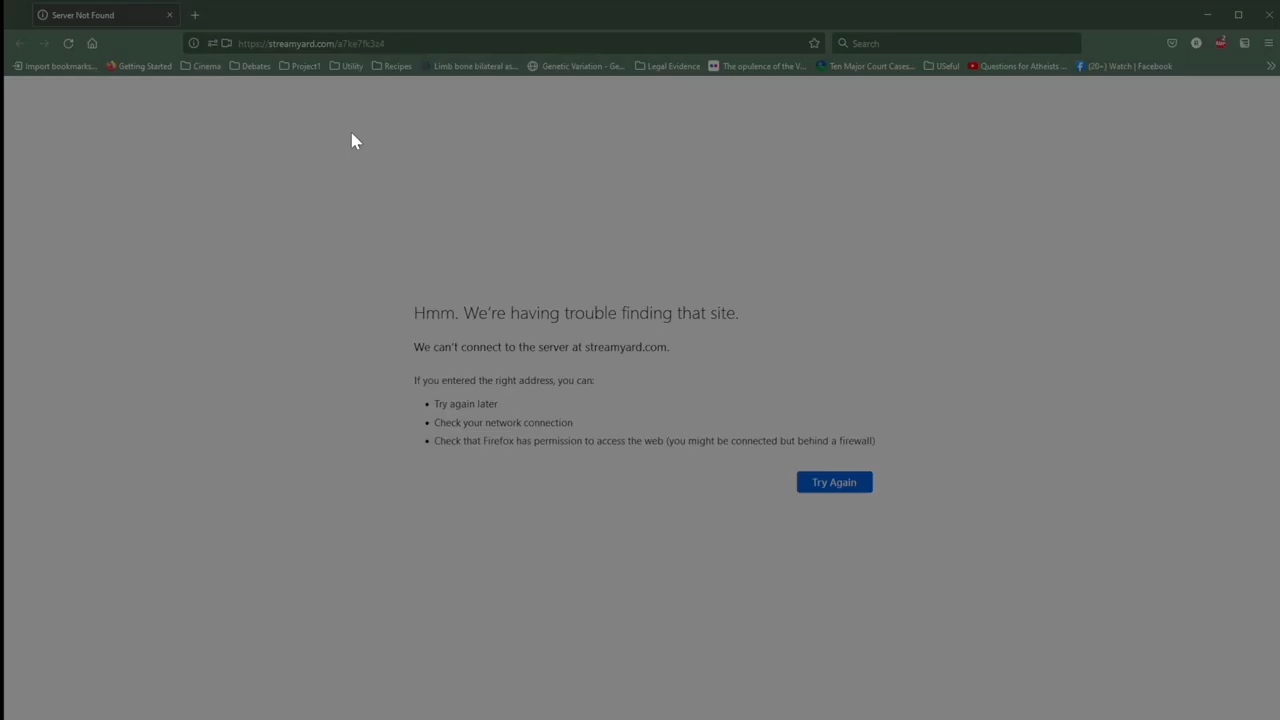 Server Not Found
https://streamyard.com/a7ke7fk3z4
Search
Import bookmarks... Getting Started Cinema Debates Project1 Utility Recipes Limb bone bilateral as... Genetic Variation - Ge... Legal Evidence The opulence of the V... Ten Major Court Cases... USeful Questions for Atheists ... (20+) Watch | Facebook
Hmm. We're having trouble finding that site.
We can't connect to the server at streamyard.com.
If you entered the right address, you can:
Try again later
Check your network connection
Check that Firefox has permission to access the web (you might be connected but behind a firewall)
Try Again